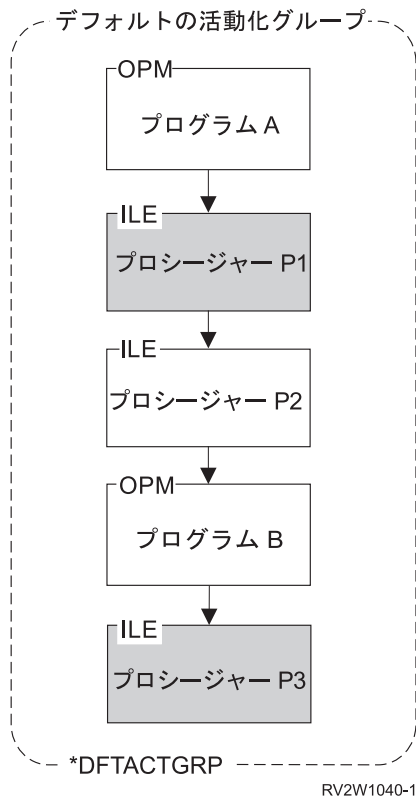 デフォルトの活動化グループ
OPM
プログラム A
ILE
プロシージャー P1
ILE
プロシージャー P2
OPM
プログラム B
ILE
プロシージャー P3
*DFTACTGRP
RV2W1040-1